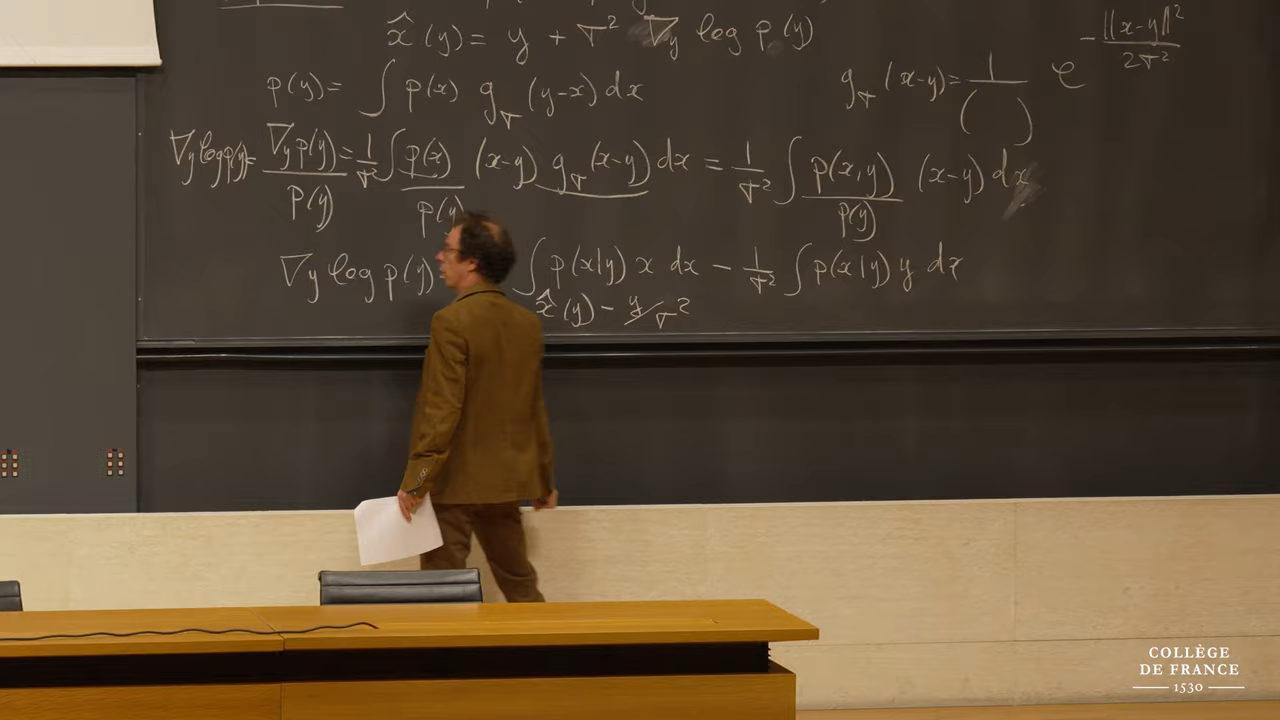 x̂(y) = y + σ² ∇y log p(y)
p(y) = ∫ p(x) gσ (y-x) dx
gσ (x-y) = 1/( ) e^(-‖x-y‖²/2σ²)
∇y log p(y) = ∇y p(y)/p(y) = 1/σ² ∫ p(x)/p(y) (x-y) gσ (x-y) dx = 1/σ² ∫ p(x,y)/p(y) (x-y) dx
∇y log p(y) ∫ p(x|y) x dx - 1/σ² ∫ p(x|y) y dx
x̂(y) - y/σ²
COLLÈGE
DE FRANCE
1530